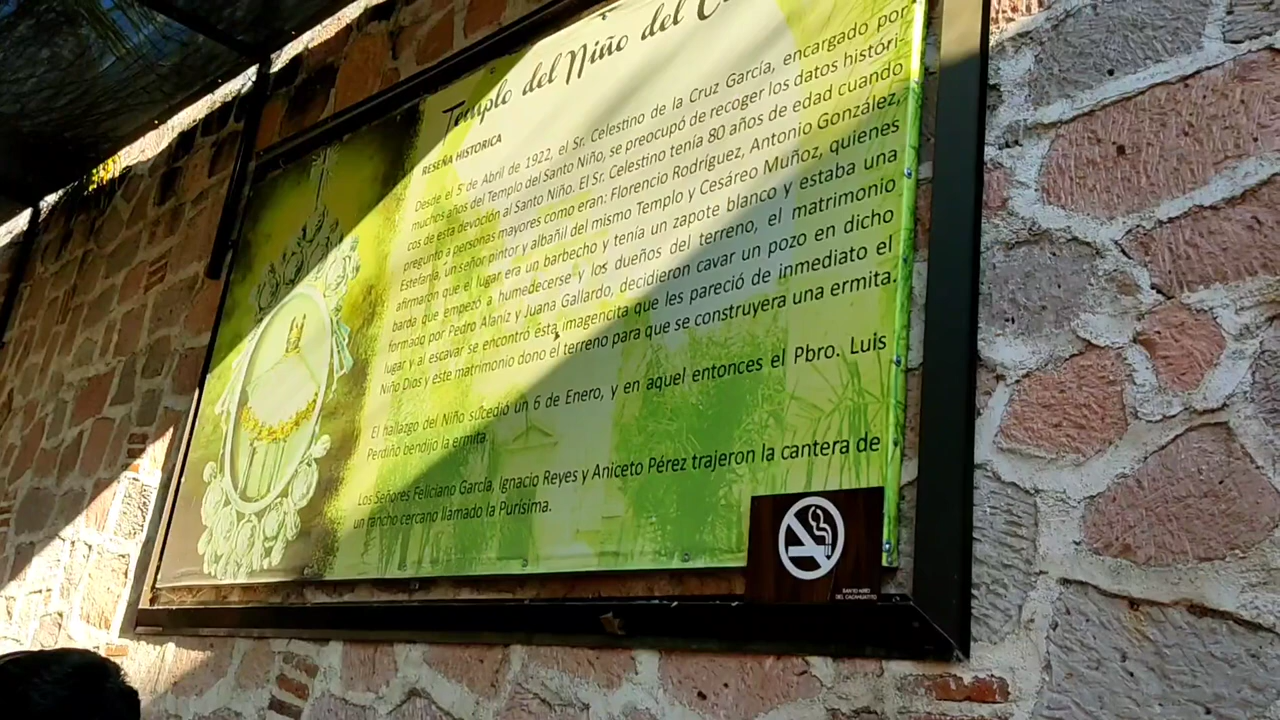 Templo del Niño del
RESEÑA HISTORICA
Desde el 5 de Abril de 1922, el Sr. Celestino de la Cruz García, encargado por
muchos años del Templo del Santo Niño, se preocupó de recoger los datos históri-
cos de esta devoción al Santo Niño. El Sr. Celestino tenía 80 años de edad cuando
pregunto a personas mayores como eran: Florencio Rodríguez, Antonio González,
Estefanía, un señor pintor y albañil del mismo Templo y Cesáreo Muñoz, quienes
afirmaron que el lugar era un barbecho y tenía un zapote blanco y estaba una
barda que empezó a humedecerse y los dueños del terreno, el matrimonio
formado por Pedro Alaníz y Juana Gallardo, decidieron cavar un pozo en dicho
lugar y al escavar se encontró ésta imagencita que les pareció de inmediato el
Niño Dios y este matrimonio dono el terreno para que se construyera una ermita.
El hallazgo del Niño sucedió un 6 de Enero, y en aquel entonces el Pbro. Luis
Perdiño bendijo la ermita.
Los Señores Feliciano García, Ignacio Reyes y Aniceto Pérez trajeron la cantera de
un rancho cercano llamado la Purísima.
SANTO NIÑO
DEL CACAHUATITO